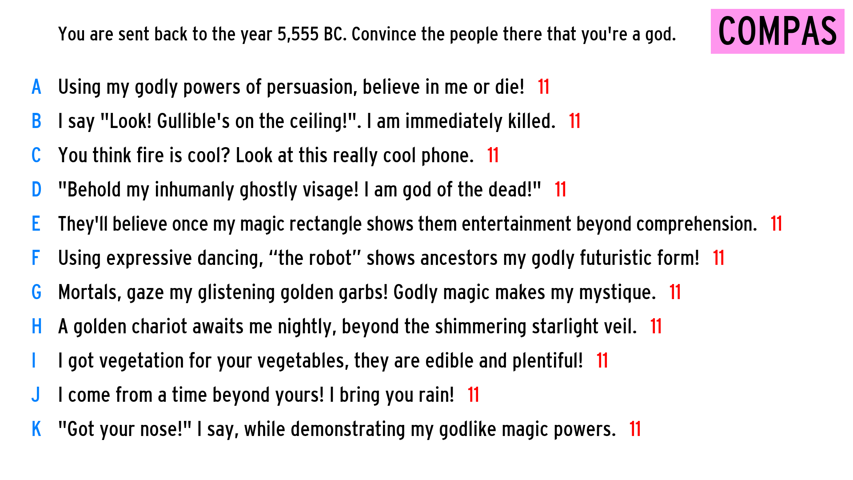 You are sent back to the year 5,555 BC. Convince the people there that you're a god.
COMPAS
A Using my godly powers of persuasion, believe in me or die! 11
B I say "Look! Gullible's on the ceiling!". I am immediately killed. 11
C You think fire is cool? Look at this really cool phone. 11
D "Behold my inhumanly ghostly visage! I am god of the dead!" 11
E They'll believe once my magic rectangle shows them entertainment beyond comprehension. 11
F Using expressive dancing, “the robot” shows ancestors my godly futuristic form! 11
G Mortals, gaze my glistening golden garbs! Godly magic makes my mystique. 11
H A golden chariot awaits me nightly, beyond the shimmering starlight veil. 11
I I got vegetation for your vegetables, they are edible and plentiful! 11
J I come from a time beyond yours! I bring you rain! 11
K "Got your nose!" I say, while demonstrating my godlike magic powers. 11